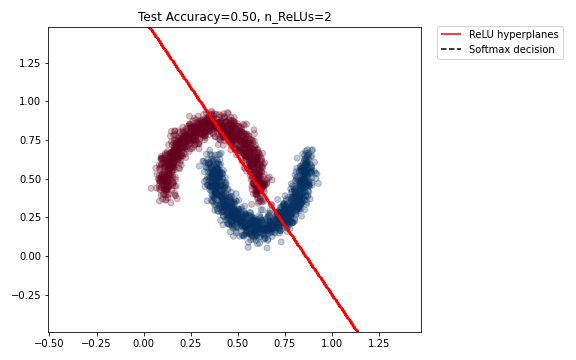 Test Accuracy=0.50, n_ReLUs=2
ReLU hyperplanes
Softmax decision
1.25
1.00
0.75
0.50
0.25
0.00
−0.25
−0.50 −0.25 0.00 0.25 0.50 0.75 1.00 1.25